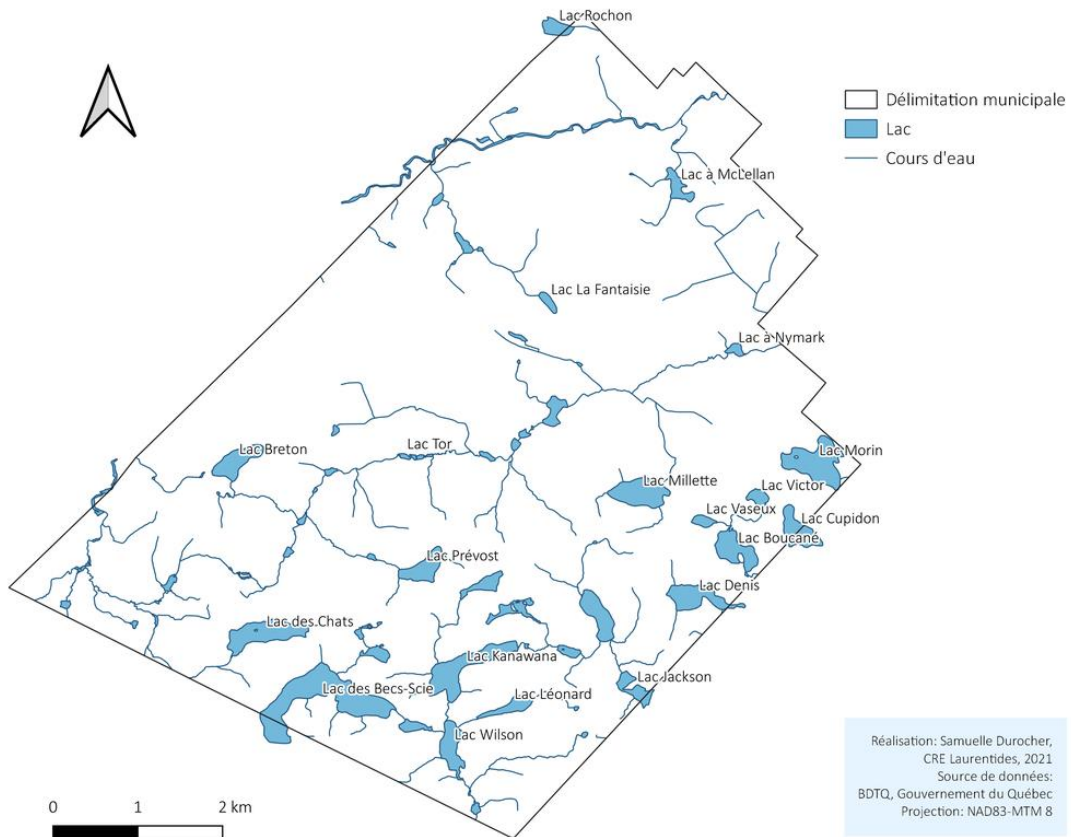 Lac Rochon
Délimitation municipale
Lac
Cours d'eau
Lac à McLellan
Lac La Fantaisie
Lac à Nymark
Lac Breton
Lac Tor
Lac Morin
Lac Millette
Lac Victor
Lac Vaseux
Lac Cupidon
Lac Boucané
Lac Prévost
Lac Denis
Lac des Chats
Lac Kanawana
Lac Jackson
Lac des Becs-Scie
Lac Léonard
Lac Wilson
Réalisation: Samuelle Durocher,
CRE Laurentides, 2021
Source de données:
BDTQ, Gouvernement du Québec
Projection: NAD83-MTM 8
0 1 2 km